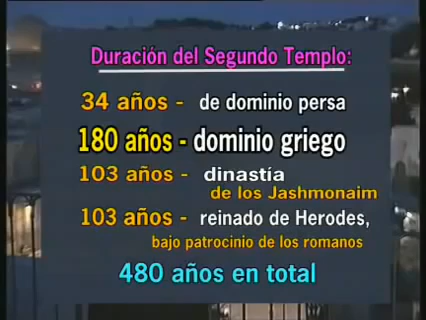 Duración del Segundo Templo:
34 años - de dominio persa
180 años - dominio griego
103 años - dinastía
de los Jashmonaim
103 años - reinado de Herodes,
bajo patrocinio de los romanos
480 años en total